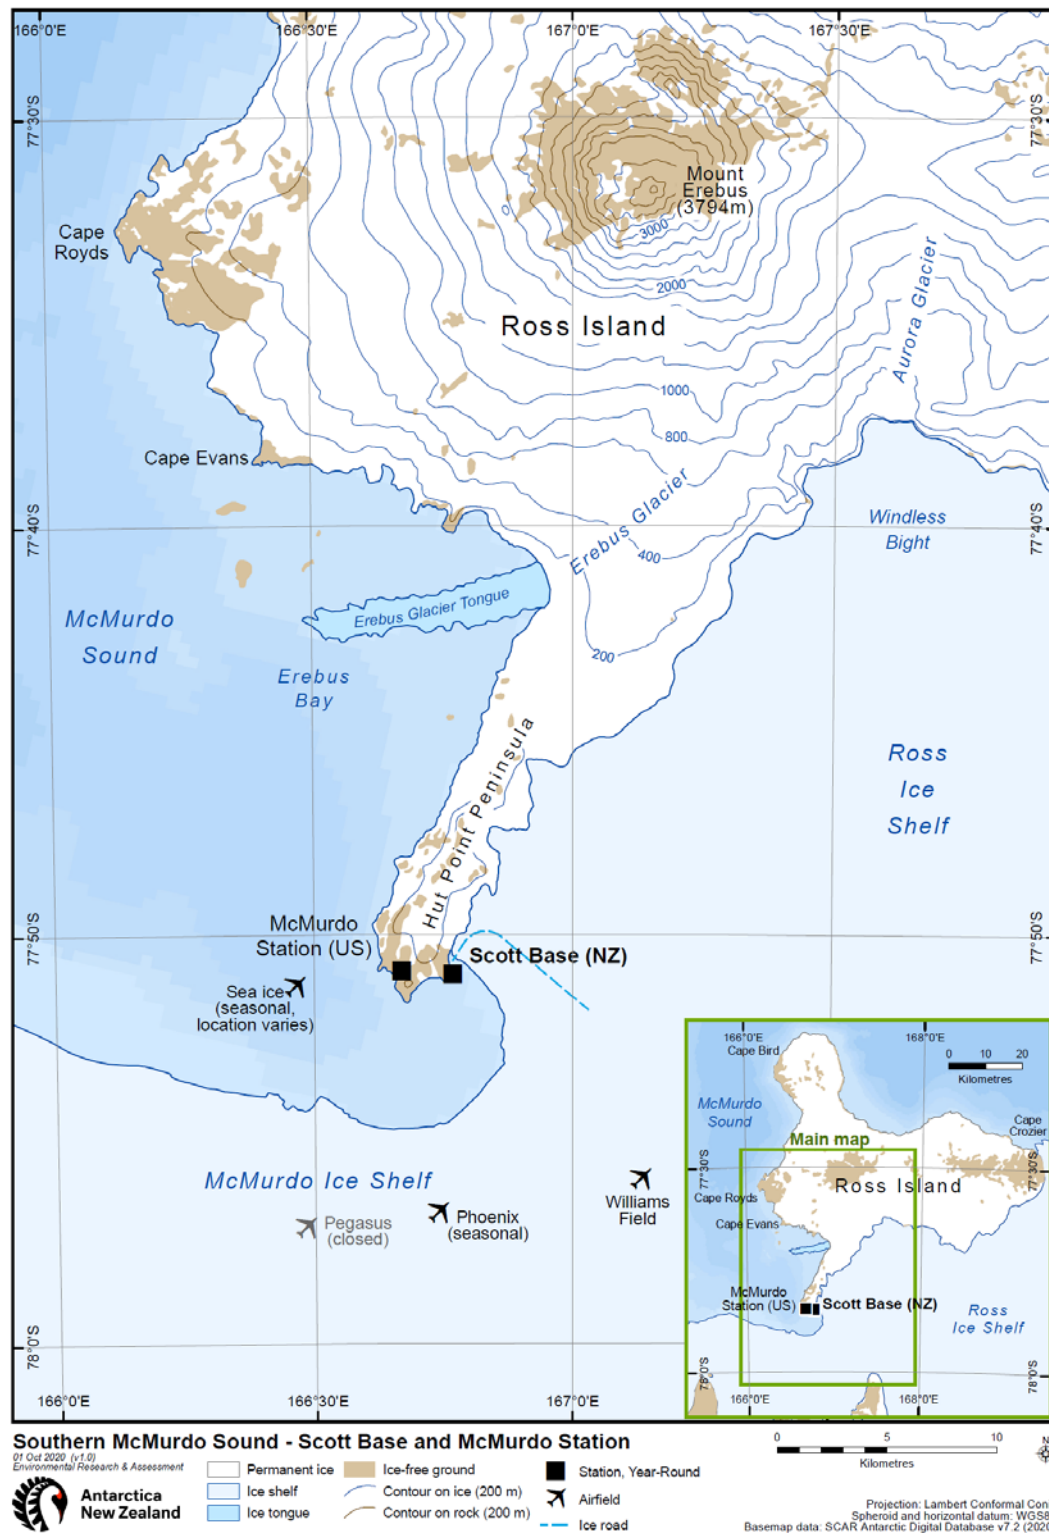 166°0'E
166°30'E
167°0'E
167°30'E
77°30'S
77°30'S
Mount
Erebus
(3794m)
0
3000
2000
Cape
Royds
Aurora Glacier
Ross Island
1000
800
Cape Evans
Erebus Glacier
77°40'S
77°40'S
Windless
Bight
400
Erebus Glacier Tongue
McMurdo
Sound
200
Erebus
Bay
Hut Point Peninsula
Ross
Ice
Shelf
77°50'S
77°50'S
McMurdo
Station (US)
Scott Base (NZ)
Sea ice
(seasonal,
location varies)
McMurdo Ice Shelf
Williams
Field
Phoenix
(seasonal)
Pegasus
(closed)
78°0'S
166°0'E
166°30'E
167°0'E
166°0'E
168°0'E
Cape Bird
0 10 20
Kilometres
McMurdo
Sound
Cape
Crozier
Main map
77°30'S
77°30'S
Ross Island
Cape Royds
Cape Evans
McMurdo
Station (US)
Scott Base (NZ)
Ross
Ice Shelf
78°0'S
78°0'S
166°0'E
168°0'E
Southern McMurdo Sound - Scott Base and McMurdo Station
01 Oct 2020 (v1.0)
Environmental Research & Assessment
Antarctica
New Zealand
Permanent ice
Ice shelf
Ice tongue
Ice-free ground
Contour on ice (200 m)
Contour on rock (200 m)
Station, Year-Round
Airfield
Ice road
0 5 10
Kilometres
N
Projection: Lambert Conformal Con
Spheroid and horizontal datum: WGS8
Basemap data: SCAR Antarctic Digital Database v7.2 (2020